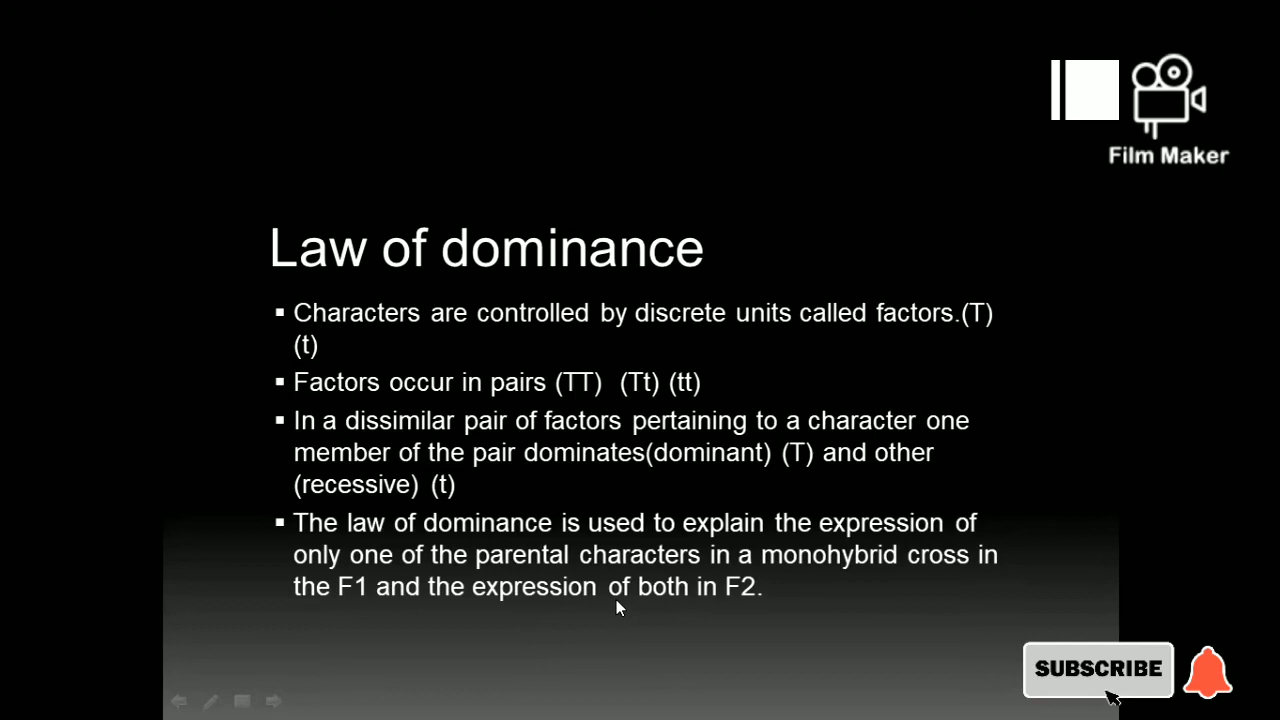 Film Maker
Law of dominance
▪ Characters are controlled by discrete units called factors.(T)
(t)
▪ Factors occur in pairs (TT) (Tt) (tt)
▪ In a dissimilar pair of factors pertaining to a character one
member of the pair dominates(dominant) (T) and other
(recessive) (t)
▪ The law of dominance is used to explain the expression of
only one of the parental characters in a monohybrid cross in
the F1 and the expression of both in F2.
SUBSCRIBE